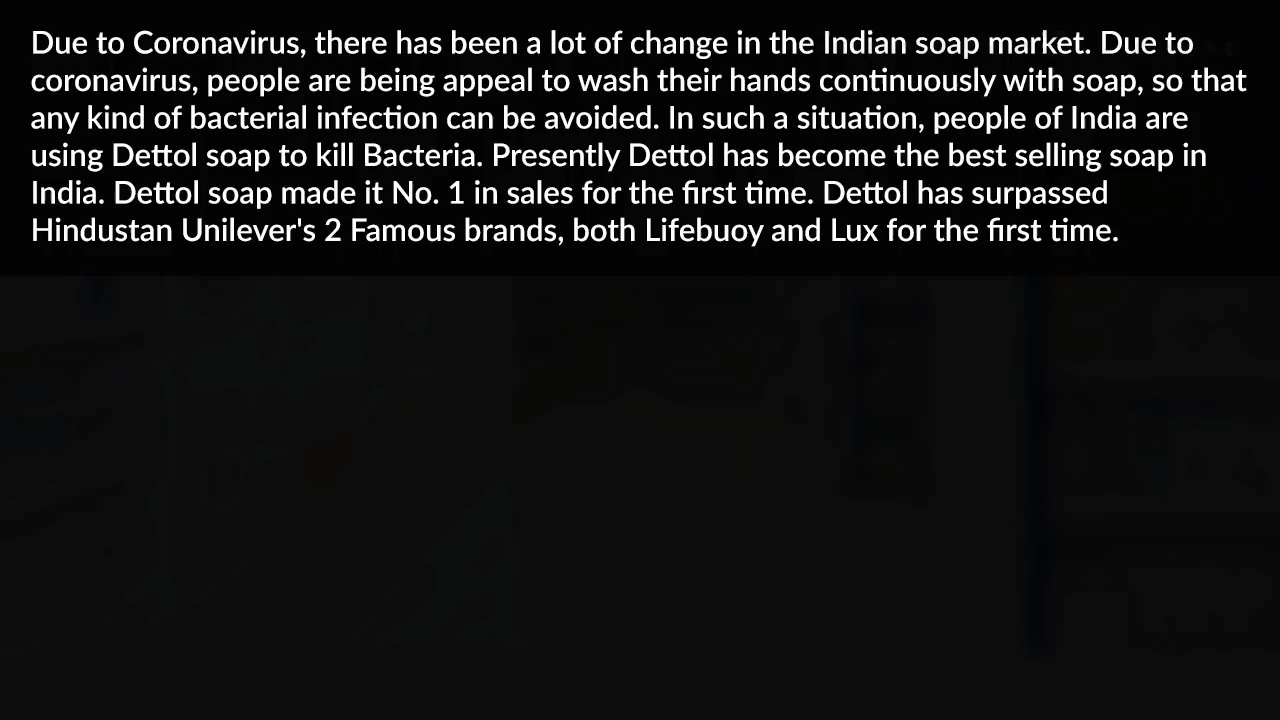 Due to Coronavirus, there has been a lot of change in the Indian soap market. Due to
coronavirus, people are being appeal to wash their hands continuously with soap, so that
any kind of bacterial infection can be avoided. In such a situation, people of India are
using Dettol soap to kill Bacteria. Presently Dettol has become the best selling soap in
India. Dettol soap made it No. 1 in sales for the first time. Dettol has surpassed
Hindustan Unilever's 2 Famous brands, both Lifebuoy and Lux for the first time.